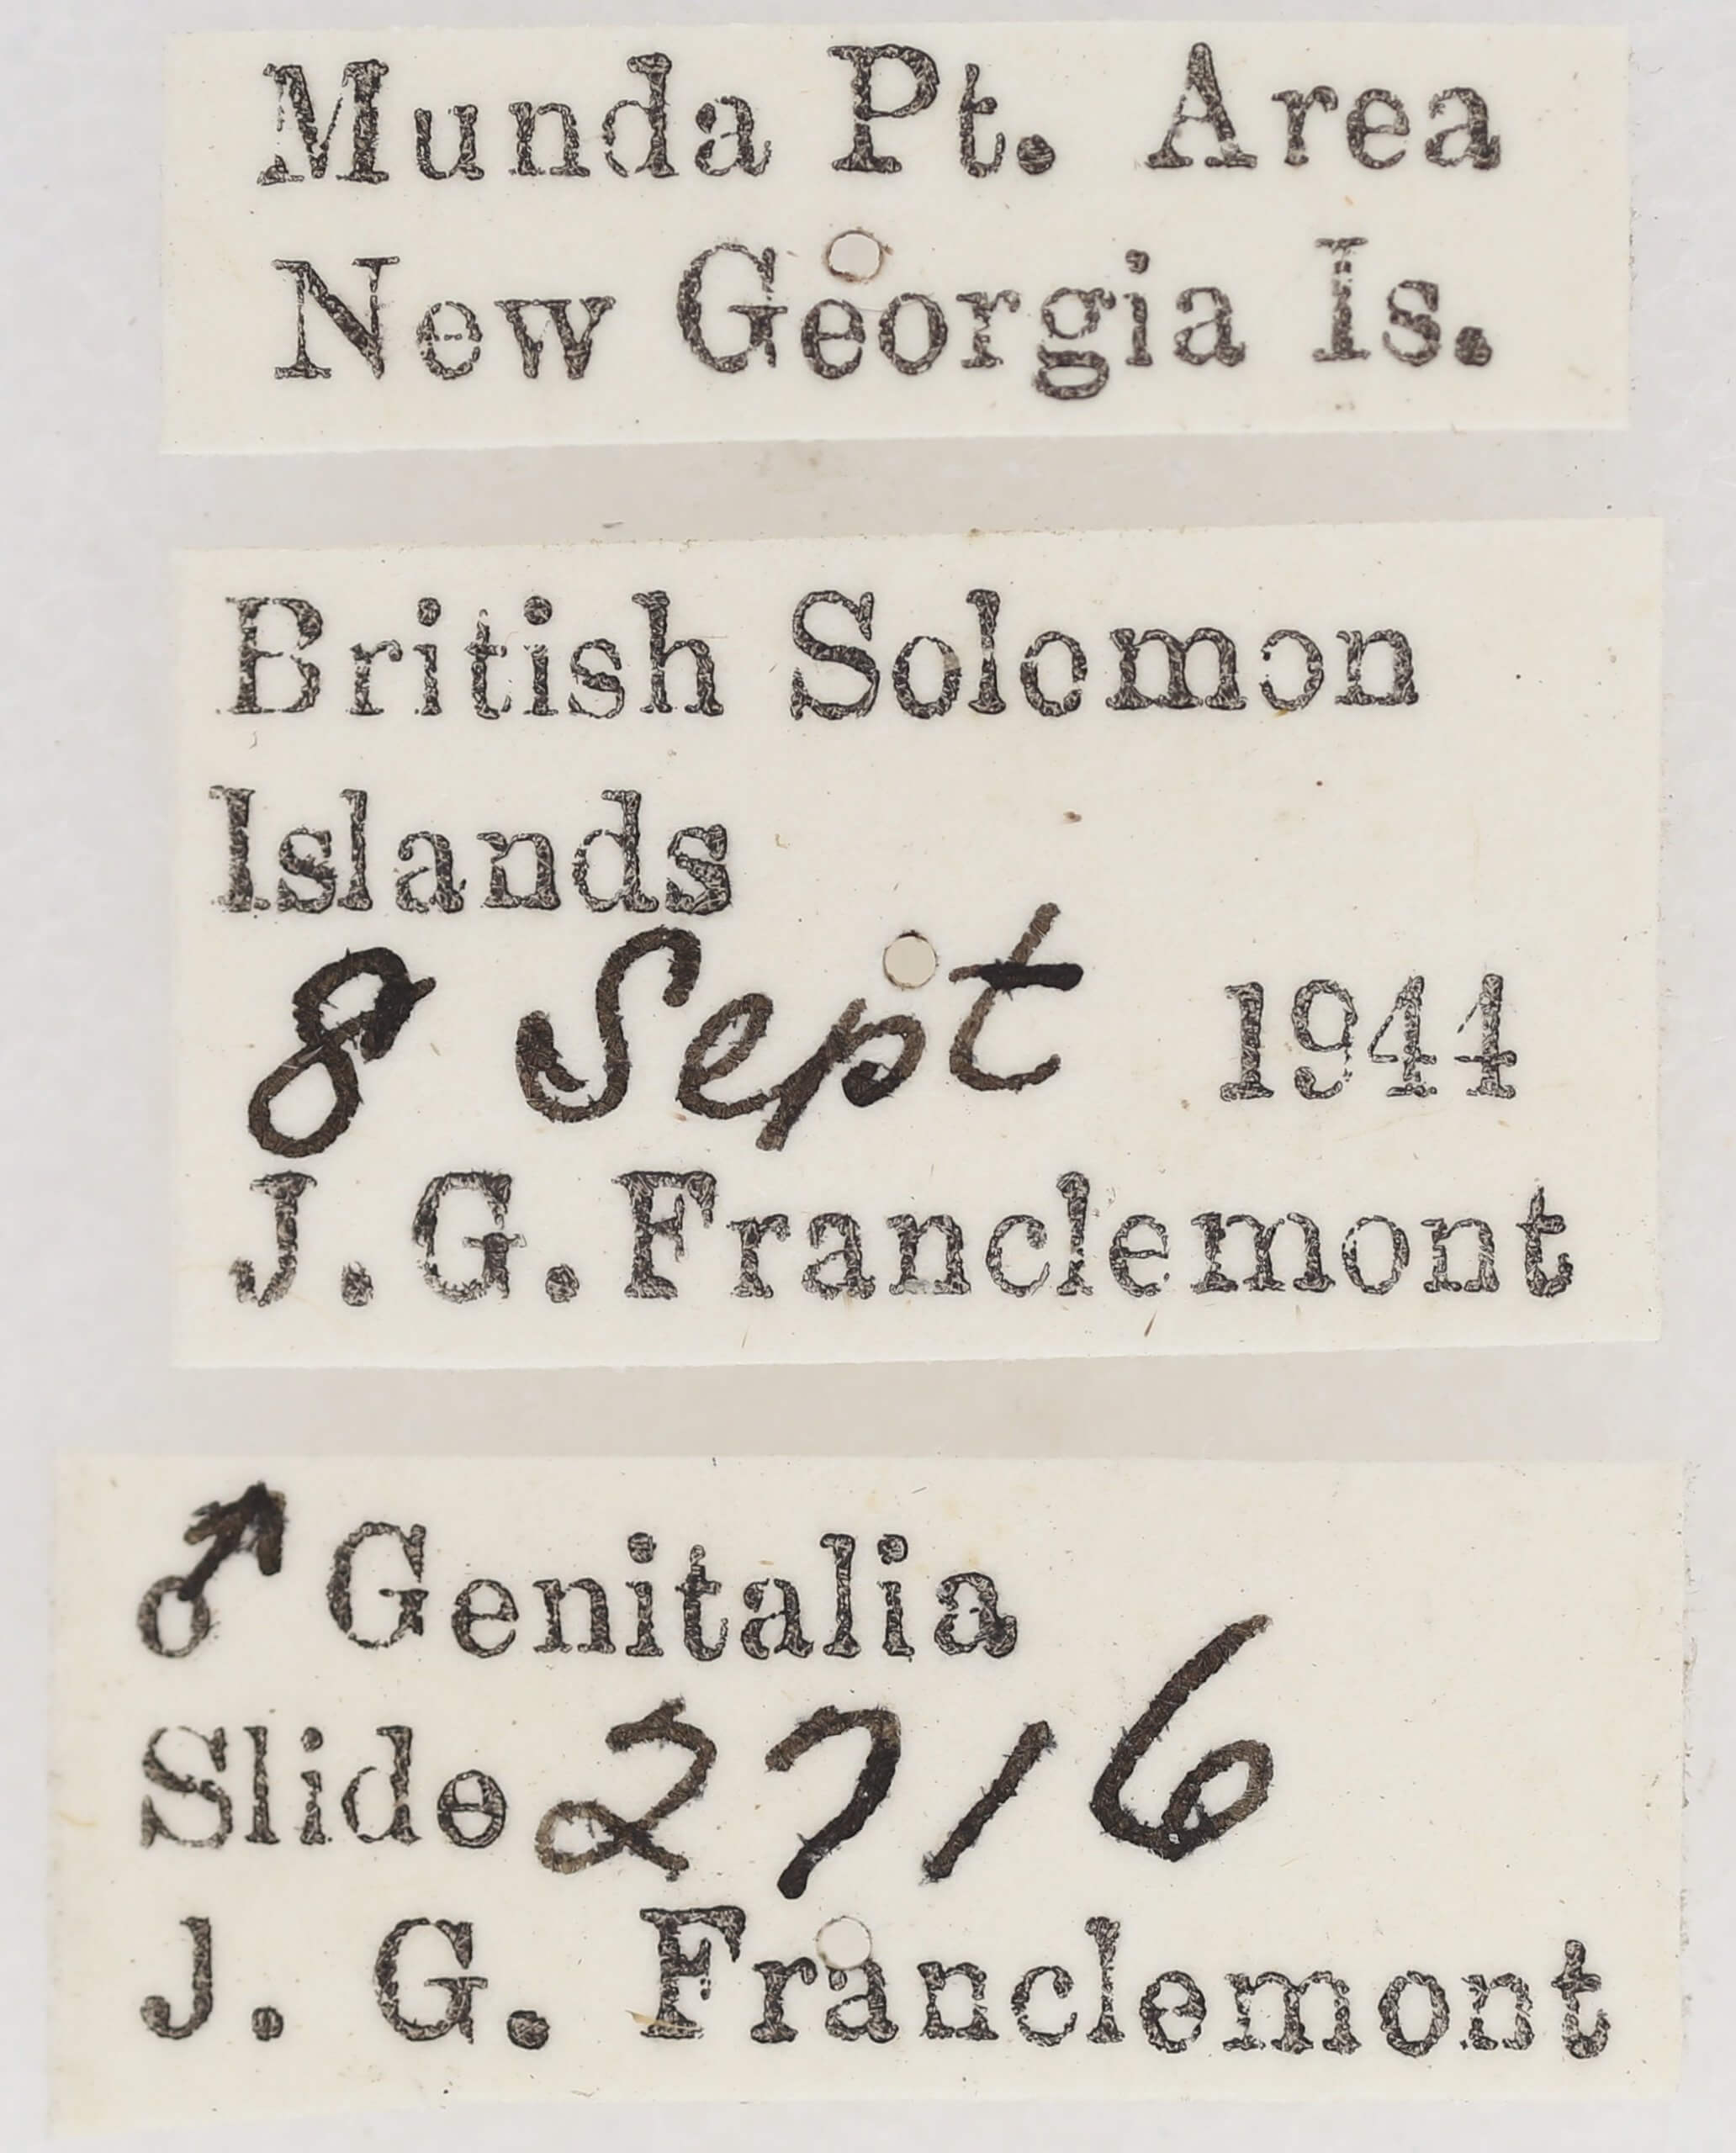 Munda Pt. Area
New Georgia Is.
British Solomon
Islands
8 Sept 1944
J.G.Franclemont
♂ Genitalia
Slide 2716
J. G. Franclemont